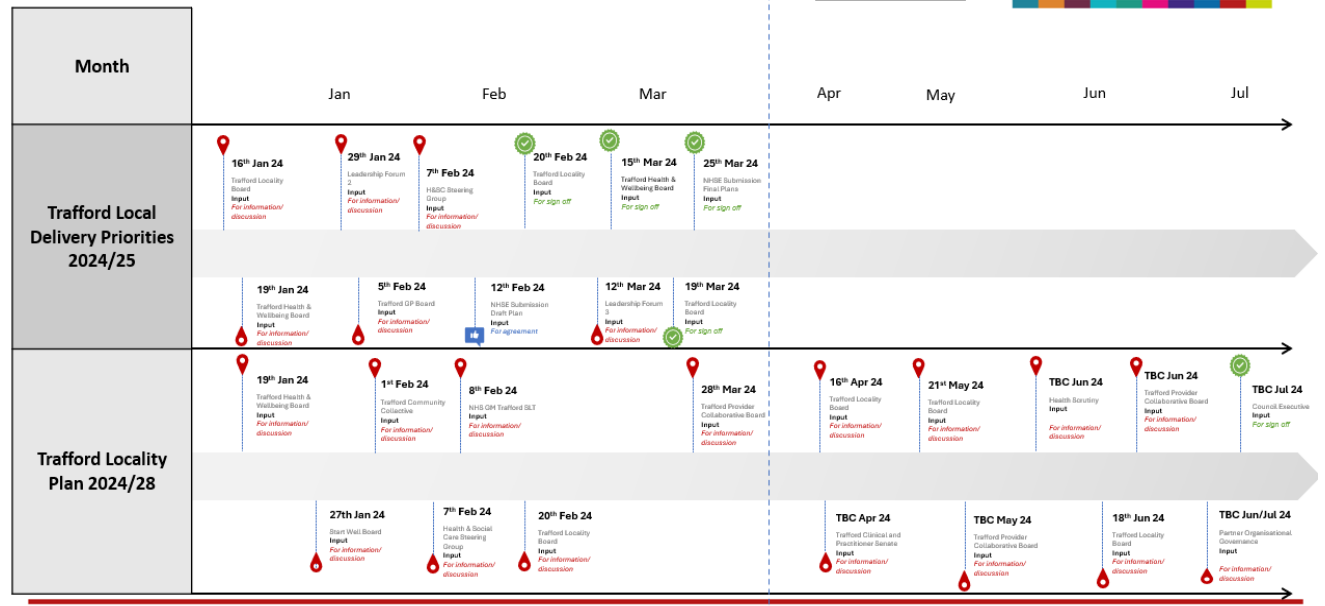 Month
Jan
Feb
Mar
Apr
May
Jun
Jul
Trafford Local
Delivery Priorities
2024/25
16th Jan 24
Trafford Locality
Board
Input
For information/
discussion
29th Jan 24
Leadership Forum
2
Input
For information/
discussion
7th Feb 24
H&SC Steering
Group
Input
For information/
discussion
20th Feb 24
Trafford Locality
Board
Input
For sign off
15th Mar 24
Trafford Health &
Wellbeing Board
Input
For sign off
25th Mar 24
NHSE Submission
Final Plans
Input
For sign off
19th Jan 24
Trafford Health &
Wellbeing Board
Input
For information/
discussion
5th Feb 24
Trafford GP Board
Input
For information/
discussion
12th Feb 24
NHSE Submission
Draft Plan
Input
For agreement
12th Mar 24
Leadership Forum
3
Input
For information/
discussion
19th Mar 24
Trafford Locality
Board
Input
For sign off
Trafford Locality
Plan 2024/28
19th Jan 24
Trafford Health &
Wellbeing Board
Input
For information/
discussion
1st Feb 24
Trafford Community
Collective
Input
For information/
discussion
8th Feb 24
NHS GM Trafford SLT
Input
For information/
discussion
28th Mar 24
Trafford Provider
Collaborative Board
Input
For information/
discussion
16th Apr 24
Trafford Locality
Board
Input
For information/
discussion
21st May 24
Trafford Locality
Board
Input
For information/
discussion
TBC Jun 24
Health Scrutiny
Input
For information/
discussion
TBC Jun 24
Trafford Provider
Collaborative Board
Input
For information/
discussion
TBC Jul 24
Council Executive
Input
For sign off
27th Jan 24
Start Well Board
Input
For information/
discussion
7th Feb 24
Health & Social
Care Steering
Group
Input
For information/
discussion
20th Feb 24
Trafford Locality
Board
Input
For information/
discussion
TBC Apr 24
Trafford Clinical and
Practitioner Senate
Input
For information/
discussion
TBC May 24
Trafford Provider
Collaborative Board
Input
For information/
discussion
18th Jun 24
Trafford Locality
Board
Input
For information/
discussion
TBC Jun/Jul 24
Partner Organisational
Governance
Input
For information/
discussion